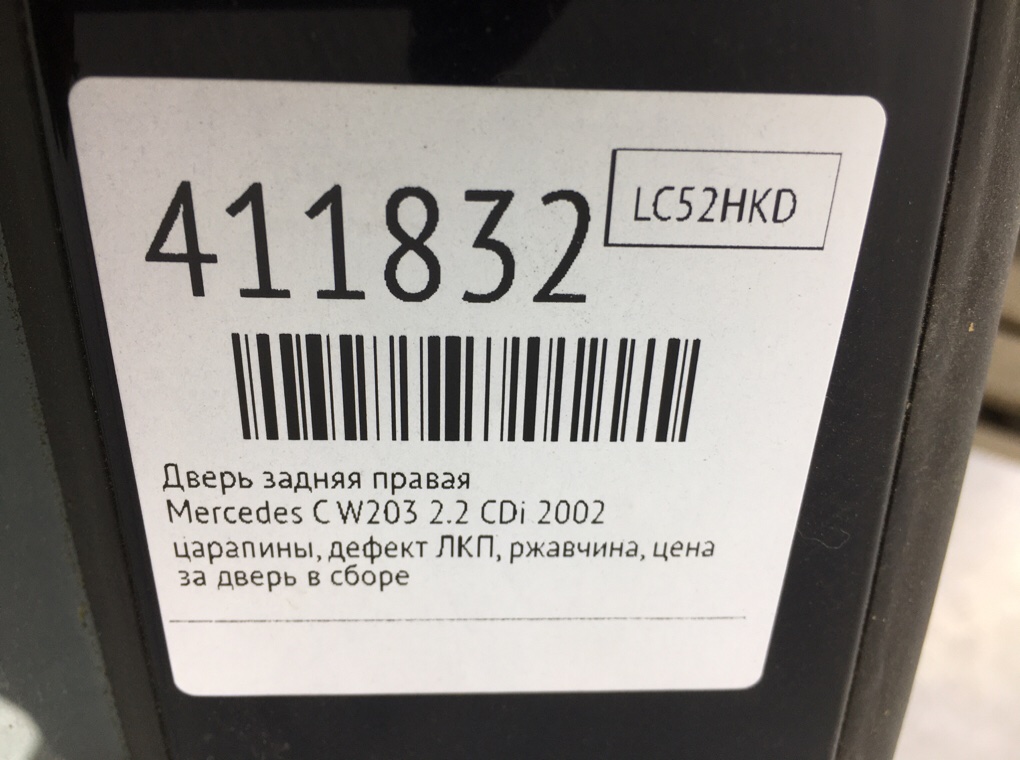 411832
LC52HKD
Дверь задняя правая
Mercedes C W203 2.2 CDi 2002
царапины, дефект ЛКП, ржавчина, цена
за дверь в сборе